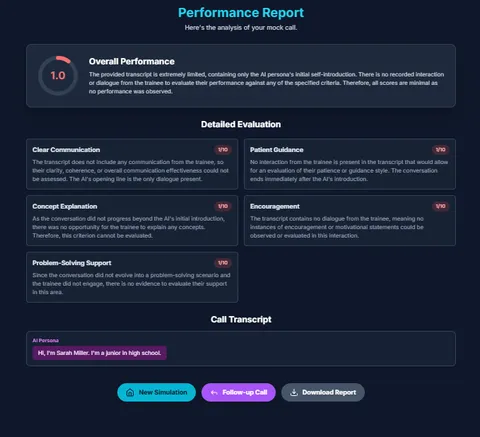 Performance Report
Here's the analysis of your mock call.
1.0
Overall Performance
The provided transcript is extremely limited, containing only the AI persona's initial self-introduction. There is no recorded interaction
or dialogue from the trainee to evaluate their performance against any of the specified criteria. Therefore, all scores are minimal as
no performance was observed.
Detailed Evaluation
Clear Communication
1/10
The transcript does not include any communication from the trainee, so
their clarity, coherence, or overall communication effectiveness could not
be assessed. The AI's opening line is the only dialogue present.
Patient Guidance
1/10
No interaction from the trainee is present in the transcript that would allow
for an evaluation of their patience or guidance style. The conversation
ends immediately after the AI's introduction.
Concept Explanation
1/10
As the conversation did not progress beyond the AI's initial introduction,
there was no opportunity for the trainee to explain any concepts.
Therefore, this criterion cannot be evaluated.
Encouragement
1/10
The transcript contains no dialogue from the trainee, meaning no
instances of encouragement or motivational statements could be
observed or evaluated in this interaction.
Problem-Solving Support
1/10
Since the conversation did not evolve into a problem-solving scenario and
the trainee did not engage, there is no evidence to evaluate their support
in this area.
Call Transcript
AI Persona
Hi, I'm Sarah Miller. I'm a junior in high school.
New Simulation
Follow-up Call
Download Report